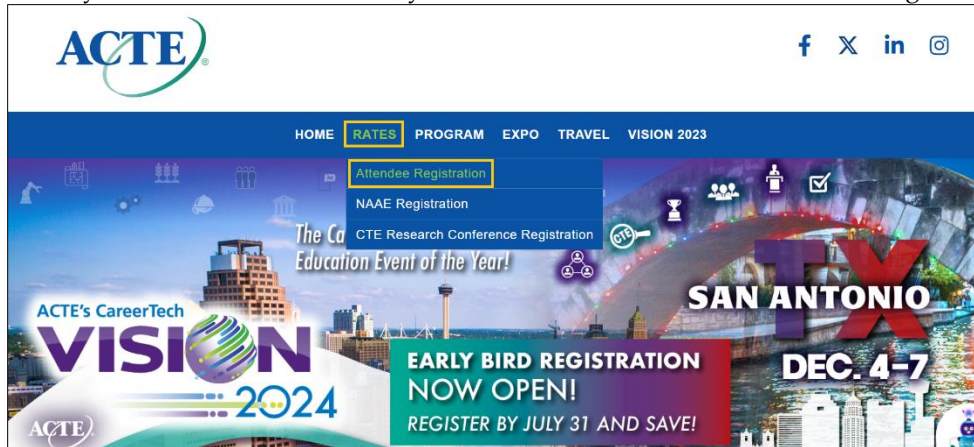 ACTE
f X in
HOME RATES PROGRAM EXPO TRAVEL VISION 2023
Attendee Registration
NAAE Registration
CTE Research Conference Registration
The Ca
Education Event of the Year!
CTE
TX
SAN ANTONIO
DEC. 4-7
ACTE's CareerTech
VISION
2024
EARLY BIRD REGISTRATION
NOW OPEN!
REGISTER BY JULY 31 AND SAVE!
ACTE